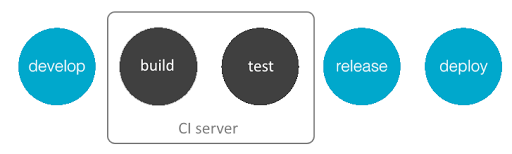 develop
build
test
release
deploy
CI server